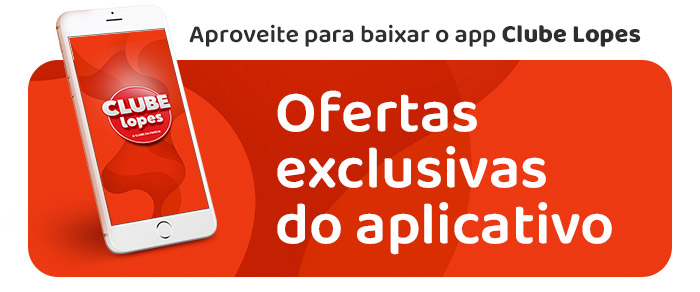 Aproveite para baixar o app Clube Lopes
CLUBE
lopes
Ofertas
exclusivas
do aplicativo